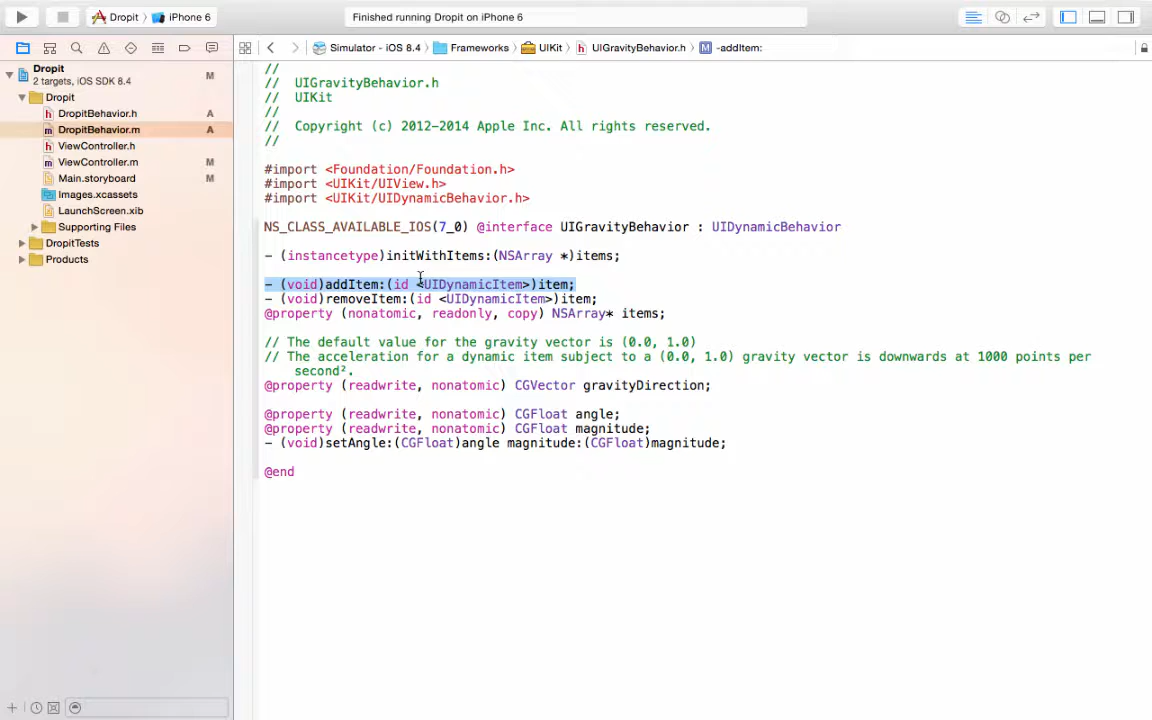 Dropit
iPhone 6
Finished running Dropit on iPhone 6
Simulator - iOS 8.4
Frameworks
UIKit
h
UIGravityBehavior.h
M
-addItem:
Dropit
M
2 targets, iOS SDK 8.4
Dropit
h DropitBehavior.h A
m DropitBehavior.m A
h ViewController.h
m ViewController.m M
Main.storyboard M
Images.xcassets
LaunchScreen.xib
Supporting Files
DropitTests
Products
//
// UIGravityBehavior.h
// UIKit
//
// Copyright (c) 2012-2014 Apple Inc. All rights reserved.
//
#import <Foundation/Foundation.h>
#import <UIKit/UIView.h>
#import <UIKit/UIDynamicBehavior.h>
NS_CLASS_AVAILABLE_IOS(7_0) @interface UIGravityBehavior : UIDynamicBehavior
- (instancetype)initWithItems:(NSArray *)items;
- (void)addItem:(id <UIDynamicItem>)item;
- (void)removeItem:(id <UIDynamicItem>)item;
@property (nonatomic, readonly, copy) NSArray* items;
// The default value for the gravity vector is (0.0, 1.0)
// The acceleration for a dynamic item subject to a (0.0, 1.0) gravity vector is downwards at 1000 points per
second².
@property (readwrite, nonatomic) CGVector gravityDirection;
@property (readwrite, nonatomic) CGFloat angle;
@property (readwrite, nonatomic) CGFloat magnitude;
- (void)setAngle:(CGFloat)angle magnitude:(CGFloat)magnitude;
@end